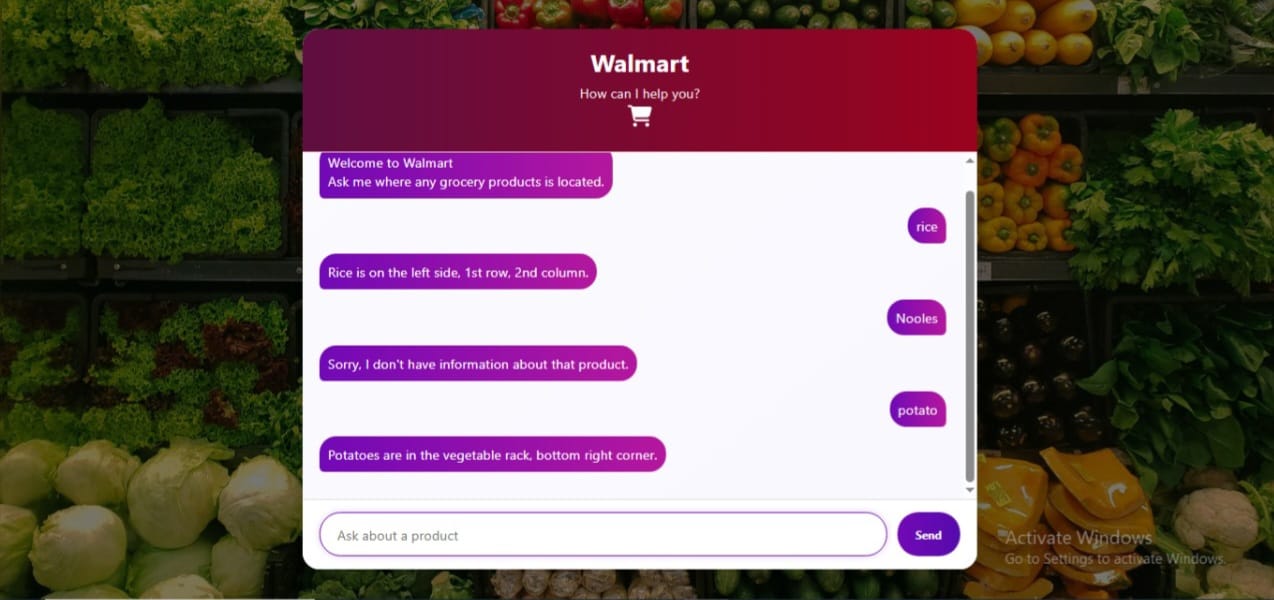 Walmart
How can I help you?
Welcome to Walmart
Ask me where any grocery products is located.
rice
Rice is on the left side, 1st row, 2nd column.
Nooles
Sorry, I don't have information about that product.
potato
Potatoes are in the vegetable rack, bottom right corner.
Ask about a product
Send
Activate Windows
Go to Settings to activate Windows.